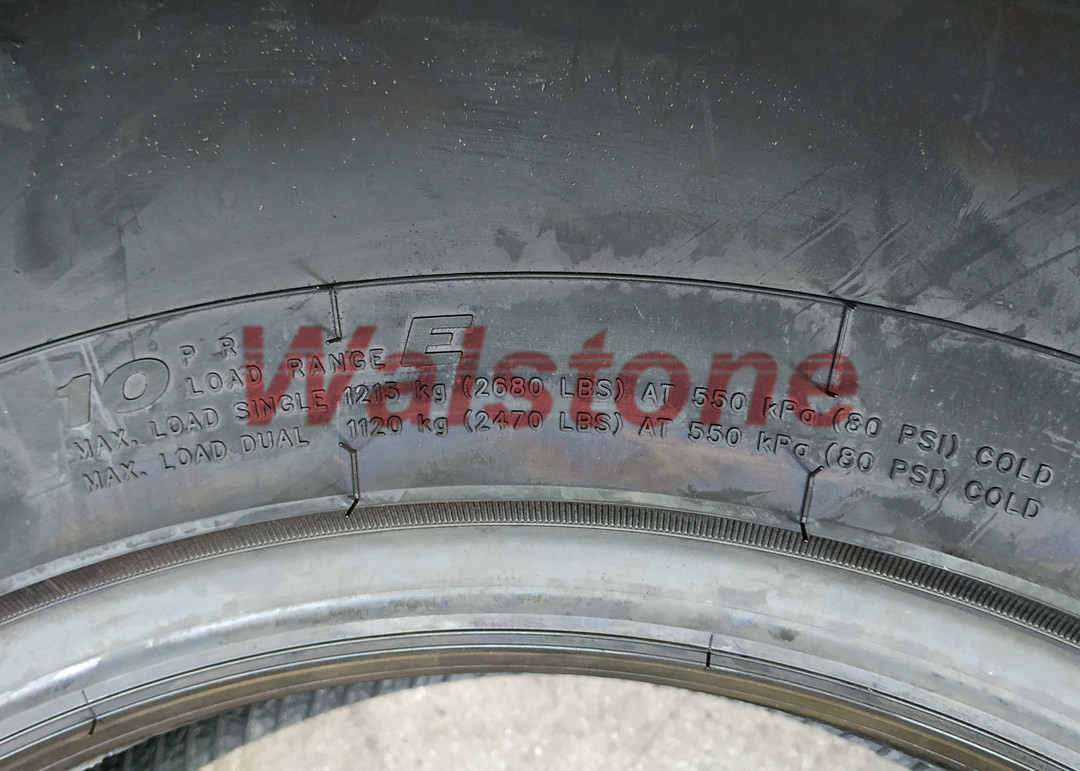 Walstone
10 PR
LOAD RANGE E
MAX. LOAD SINGLE 1215 kg (2680 LBS) AT 550 kPa (80 PSI) COLD
MAX. LOAD DUAL 1120 kg (2470 LBS) AT 550 kPa (80 PSI) COLD